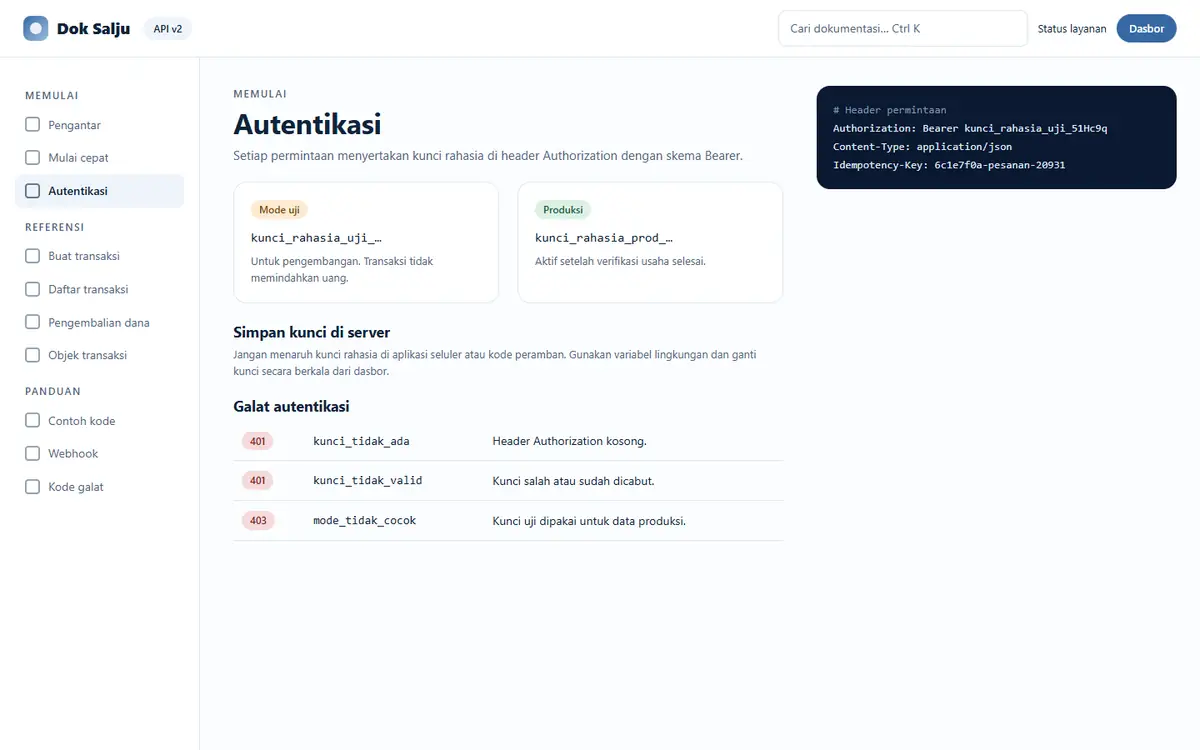 Dok Salju
API v2
Cari dokumentasi... Ctrl K
Status layanan
Dasbor
MEMULAI
Pengantar
Mulai cepat
Autentikasi
REFERENSI
Buat transaksi
Daftar transaksi
Pengembalian dana
Objek transaksi
PANDUAN
Contoh kode
Webhook
Kode galat
MEMULAI
Autentikasi
Setiap permintaan menyertakan kunci rahasia di header Authorization dengan skema Bearer.
Mode uji
kunci_rahasia_uji_…
Untuk pengembangan. Transaksi tidak
memindahkan uang.
Produksi
kunci_rahasia_prod_…
Aktif setelah verifikasi usaha selesai.
Simpan kunci di server
Jangan menaruh kunci rahasia di aplikasi seluler atau kode peramban. Gunakan variabel lingkungan dan ganti
kunci secara berkala dari dasbor.
Galat autentikasi
401 kunci_tidak_ada Header Authorization kosong.
401 kunci_tidak_valid Kunci salah atau sudah dicabut.
403 mode_tidak_cocok Kunci uji dipakai untuk data produksi.
# Header permintaan
Authorization: Bearer kunci_rahasia_uji_51Hc9q
Content-Type: application/json
Idempotency-Key: 6c1e7f0a-pesanan-20931